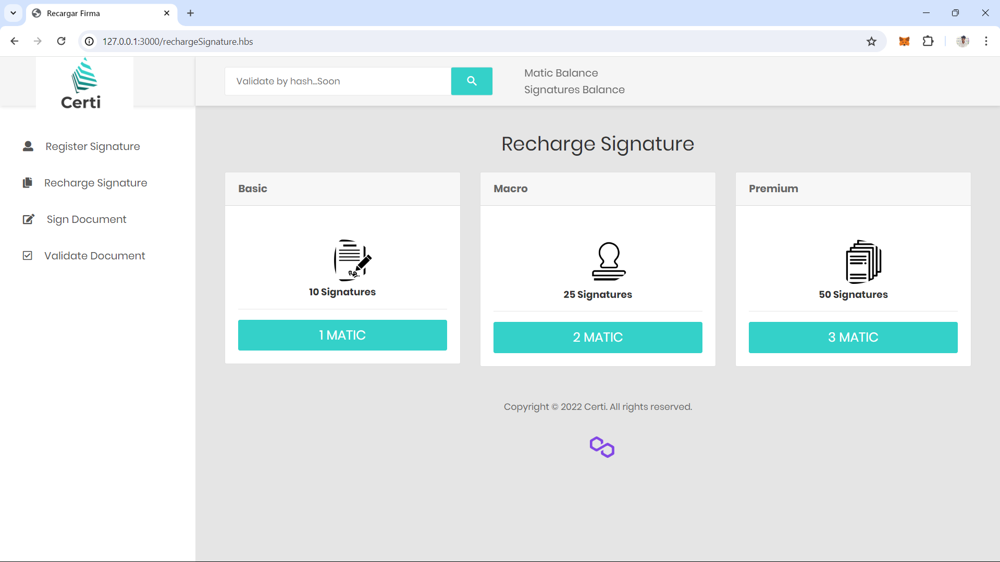 Recargar Firma
127.0.0.1:3000/rechargeSignature.hbs
Certi
Validate by hash...Soon
Matic Balance
Signatures Balance
Register Signature
Recharge Signature
Sign Document
Validate Document
Recharge Signature
Basic
10 Signatures
1 MATIC
Macro
25 Signatures
2 MATIC
Premium
50 Signatures
3 MATIC
Copyright © 2022 Certi. All rights reserved.